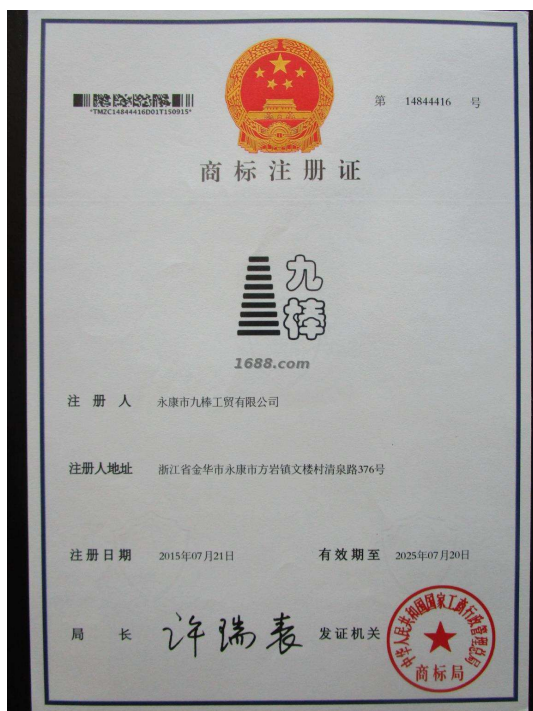 *TM2C14844416D01T150915*
第 14844416 号
商标注册证
九
棒
1688.com
注册人 永康市九棒工贸有限公司
注册人地址 浙江省金华市永康市方岩镇文楼村清泉路376号
注册日期 2015年07月21日 有效期至 2025年07月20日
局长 许瑞表 发证机关
中华人民共和国国家工商行政管理总局
商标局